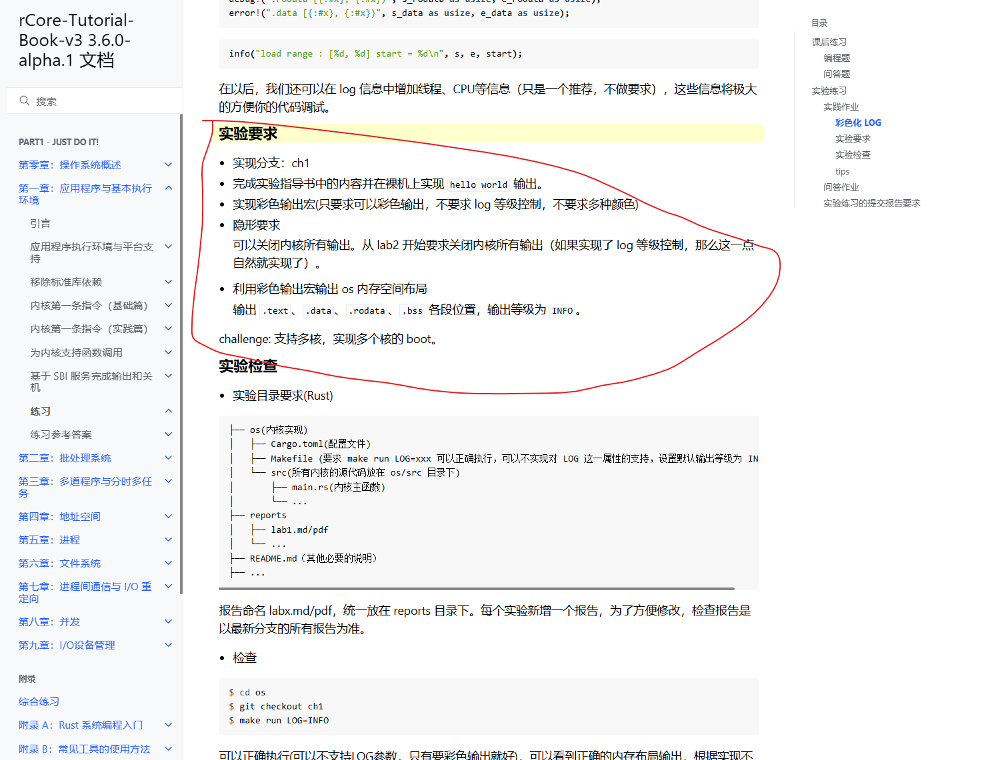 rCore-Tutorial-
Book-v3 3.6.0-
alpha.1 文档
搜索
PART1 - JUST DO IT!
第零章：操作系统概述
第一章：应用程序与基本执行
环境
引言
应用程序执行环境与平台支
持
移除标准库依赖
内核第一条指令（基础篇）
内核第一条指令（实践篇）
为内核支持函数调用
基于 SBI 服务完成输出和关
机
练习
练习参考答案
第二章：批处理系统
第三章：多道程序与分时多任
务
第四章：地址空间
第五章：进程
第六章：文件系统
第七章：进程间通信与 I/O 重
定向
第八章：并发
第九章：I/O设备管理
附录
综合练习
附录 A：Rust 系统编程入门
附录 B：常见工具的使用方法
error!(".data [{:#x}, {:#x})", s_data as usize, e_data as usize);
info("load range : [%d, %d] start = %d\n", s, e, start);
在以后，我们还可以在 log 信息中增加线程、CPU等信息（只是一个推荐，不做要求），这些信息将极大
的方便你的代码调试。
实验要求
• 实现分支：ch1
• 完成实验指导书中的内容并在裸机上实现 hello world 输出。
• 实现彩色输出宏(只要求可以彩色输出，不要求 log 等级控制，不要求多种颜色)
• 隐形要求
可以关闭内核所有输出。从 lab2 开始要求关闭内核所有输出（如果实现了 log 等级控制，那么这一点
自然就实现了）。
• 利用彩色输出宏输出 os 内存空间布局
输出 .text、.data、.rodata、.bss 各段位置，输出等级为 INFO。
challenge: 支持多核，实现多个核的 boot。
实验检查
• 实验目录要求(Rust)
├── os(内核实现)
│   ├── Cargo.toml(配置文件)
│   ├── Makefile (要求 make run LOG=xxx 可以正确执行，可以不实现对 LOG 这一属性的支持，设置默认输出等级为 IN
│   └── src(所有内核的源代码放在 os/src 目录下)
│       ├── main.rs(内核主函数)
│       └── ...
├── reports
│   ├── lab1.md/pdf
│   └── ...
├── README.md（其他必要的说明）
├── ...
报告命名 labx.md/pdf，统一放在 reports 目录下。每个实验新增一个报告，为了方便修改，检查报告是
以最新分支的所有报告为准。
• 检查
$ cd os
$ git checkout ch1
$ make run LOG=INFO
可以正确执行(可以不支持LOG参数，只有要彩色输出就好)，可以看到正确的内存布局输出，根据实现不
目录
课后练习
编程题
问答题
实验练习
实践作业
彩色化 LOG
实验要求
实验检查
tips
问答作业
实验练习的提交报告要求